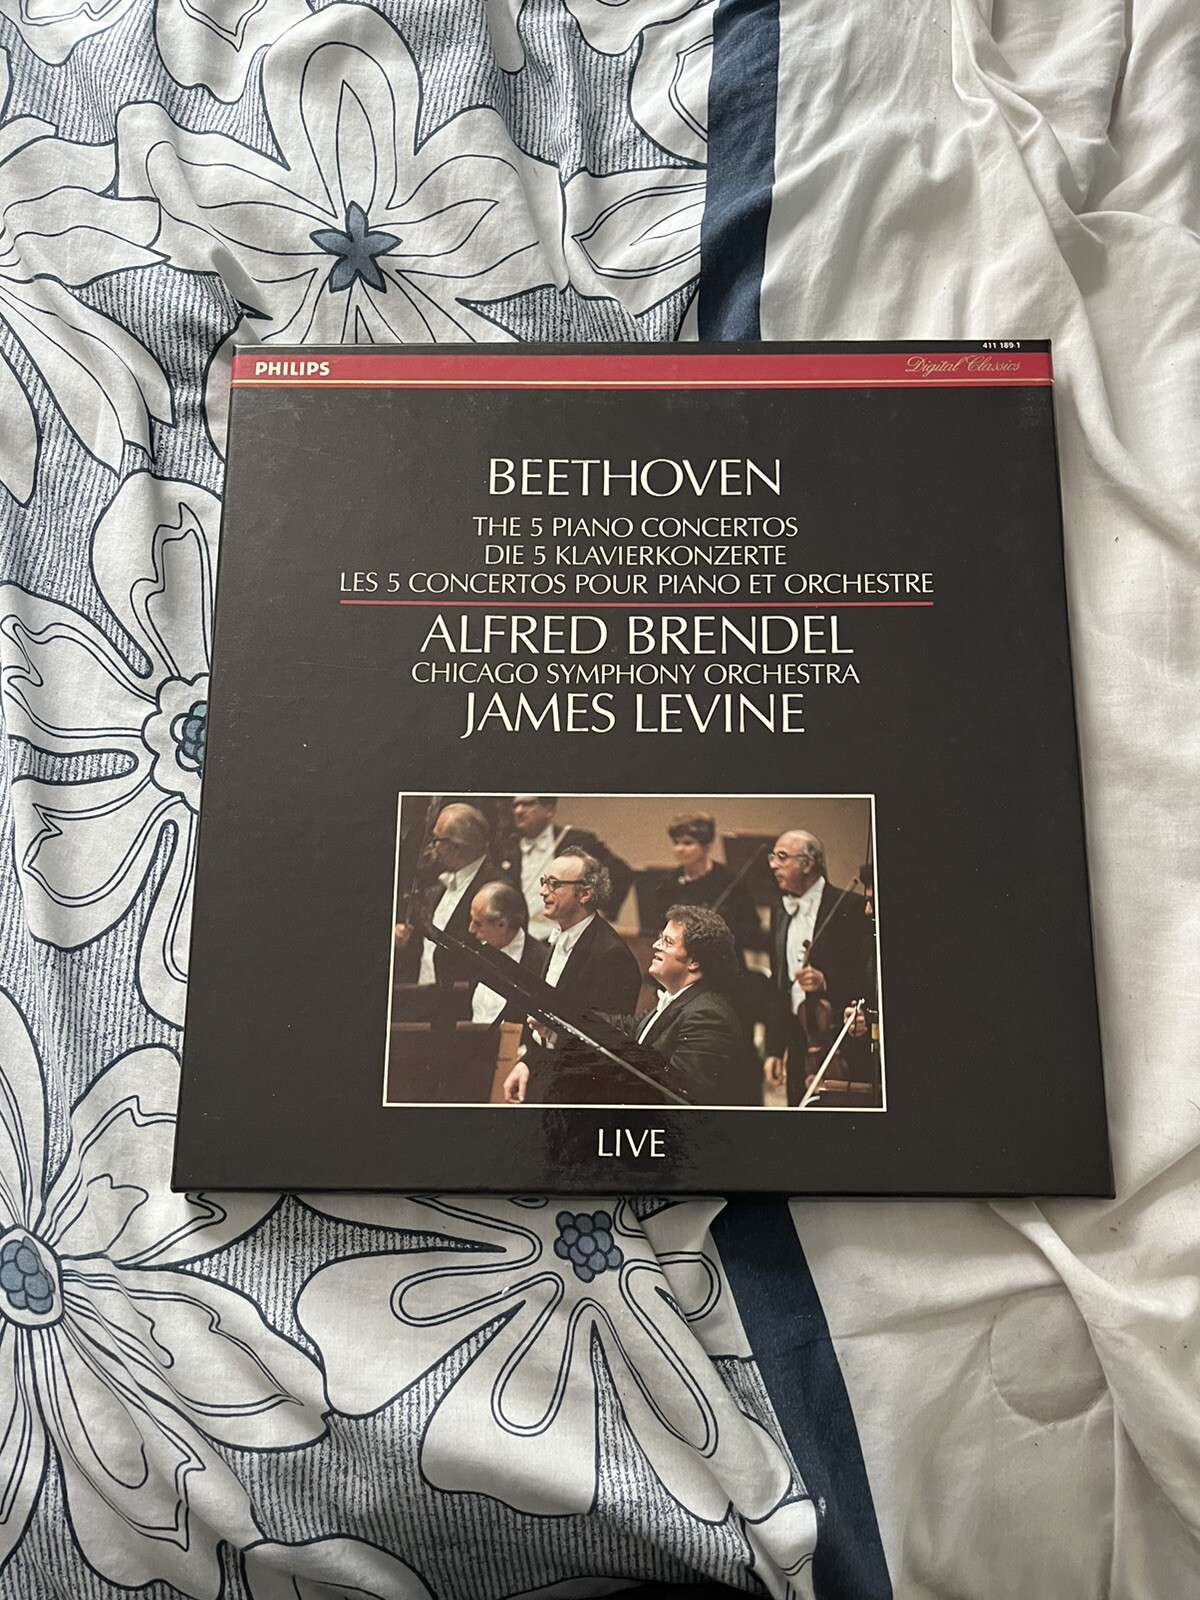 411 189-1
PHILIPS Digital Classics
BEETHOVEN
THE 5 PIANO CONCERTOS
DIE 5 KLAVIERKONZERTE
LES 5 CONCERTOS POUR PIANO ET ORCHESTRE
ALFRED BRENDEL
CHICAGO SYMPHONY ORCHESTRA
JAMES LEVINE
LIVE